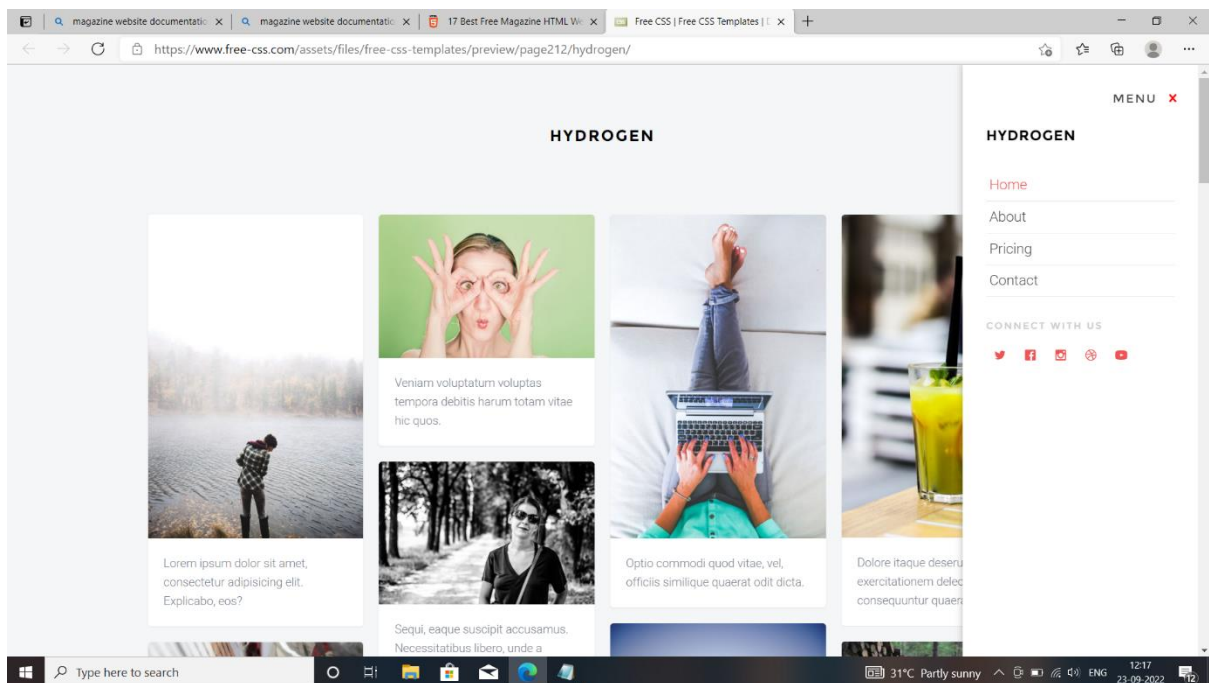 magazine website documentatio
magazine website documentatio
17 Best Free Magazine HTML We
Free CSS | Free CSS Templates |
https://www.free-css.com/assets/files/free-css-templates/preview/page212/hydrogen/
MENU X
HYDROGEN
HYDROGEN
Home
About
Pricing
Contact
CONNECT WITH US
Lorem ipsum dolor sit amet,
consectetur adipisicing elit.
Explicabo, eos?
Veniam voluptatum voluptas
tempora debitis harum totam vitae
hic quos.
Sequi, eaque suscipit accusamus.
Necessitatibus libero, unde a
Optio commodi quod vitae, vel,
officiis similique quaerat odit dicta.
Dolore itaque deseru
exercitationem delec
consequuntur quaera
Type here to search
31°C Partly sunny
ENG
12:17
23-09-2022
12